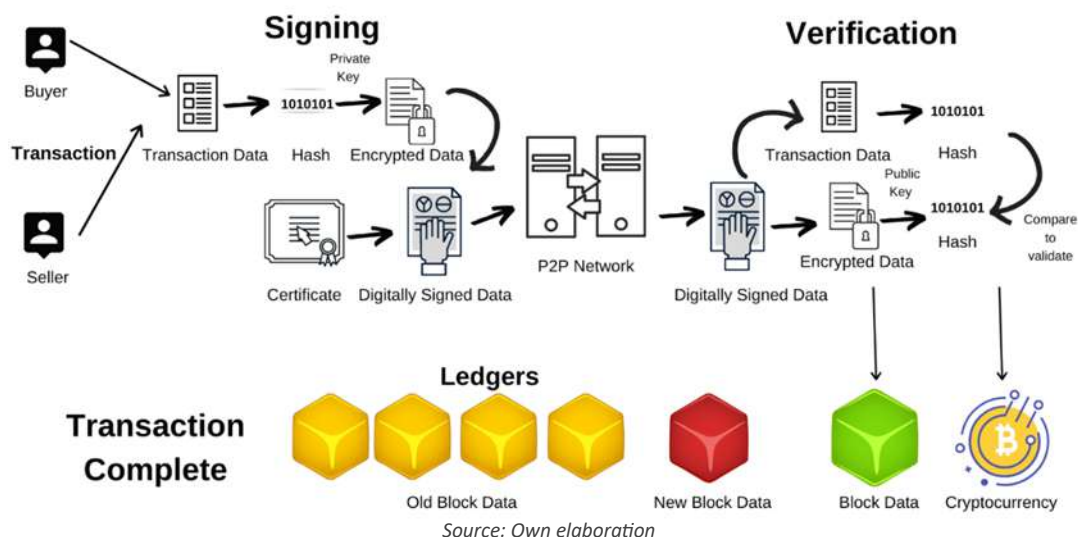 Signing
Verification
Buyer
Transaction
Seller
Transaction Data
1010101
Hash
Private
Key
Encrypted Data
Certificate
Digitally Signed Data
P2P Network
Digitally Signed Data
Transaction Data
1010101
Hash
Encrypted Data
Public
Key
1010101
Hash
Compare
to
validate
Transaction
Complete
Ledgers
Old Block Data
New Block Data
Block Data
Cryptocurrency
Source: Own elaboration